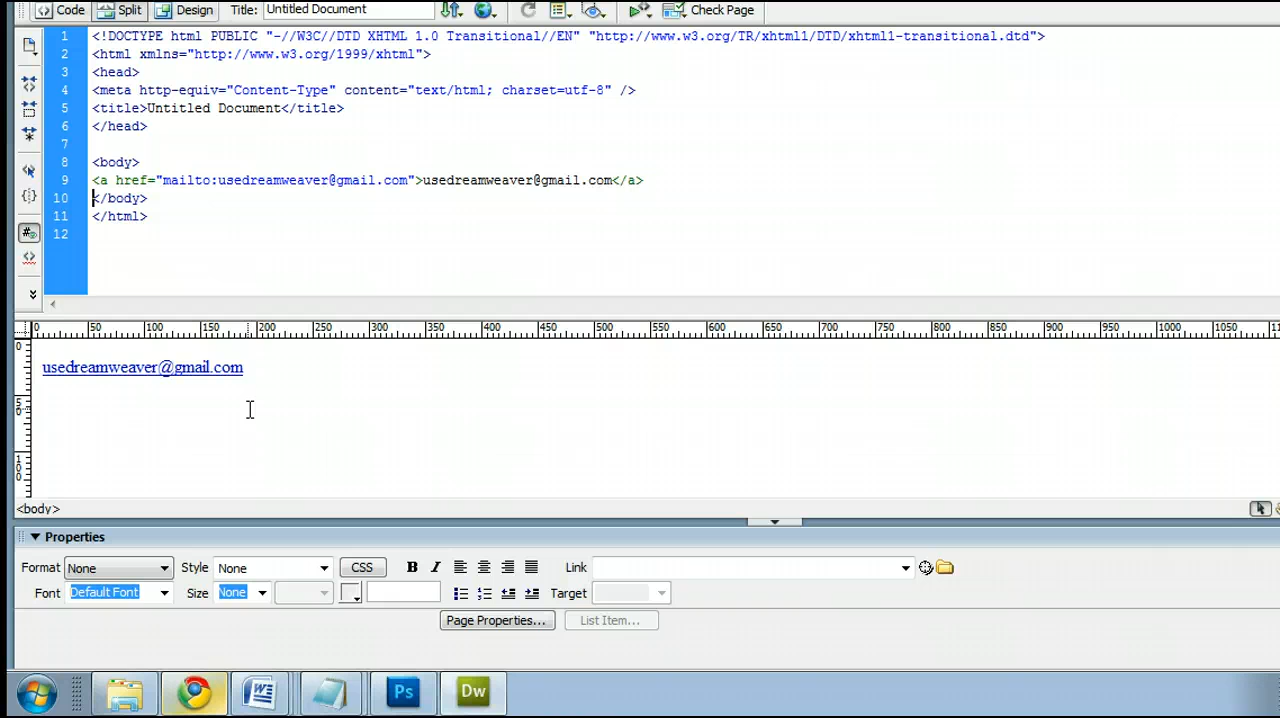 Code Split Design Title: Untitled Document Check Page
1 <!DOCTYPE html PUBLIC "-//W3C//DTD XHTML 1.0 Transitional//EN" "http://www.w3.org/TR/xhtml1/DTD/xhtml1-transitional.dtd">
2 <html xmlns="http://www.w3.org/1999/xhtml">
3 <head>
4 <meta http-equiv="Content-Type" content="text/html; charset=utf-8" />
5 <title>Untitled Document</title>
6 </head>
7
8 <body>
9 <a href="mailto:usedreamweaver@gmail.com">usedreamweaver@gmail.com</a>
10 </body>
11 </html>
12
0 50 100 150 200 250 300 350 400 450 500 550 600 650 700 750 800 850 900 950 1000 1050
0
50
100
usedreamweaver@gmail.com
<body>
Properties
Format None Style None CSS B I Link
Font Default Font Size None Target
Page Properties... List Item...
W Ps Dw